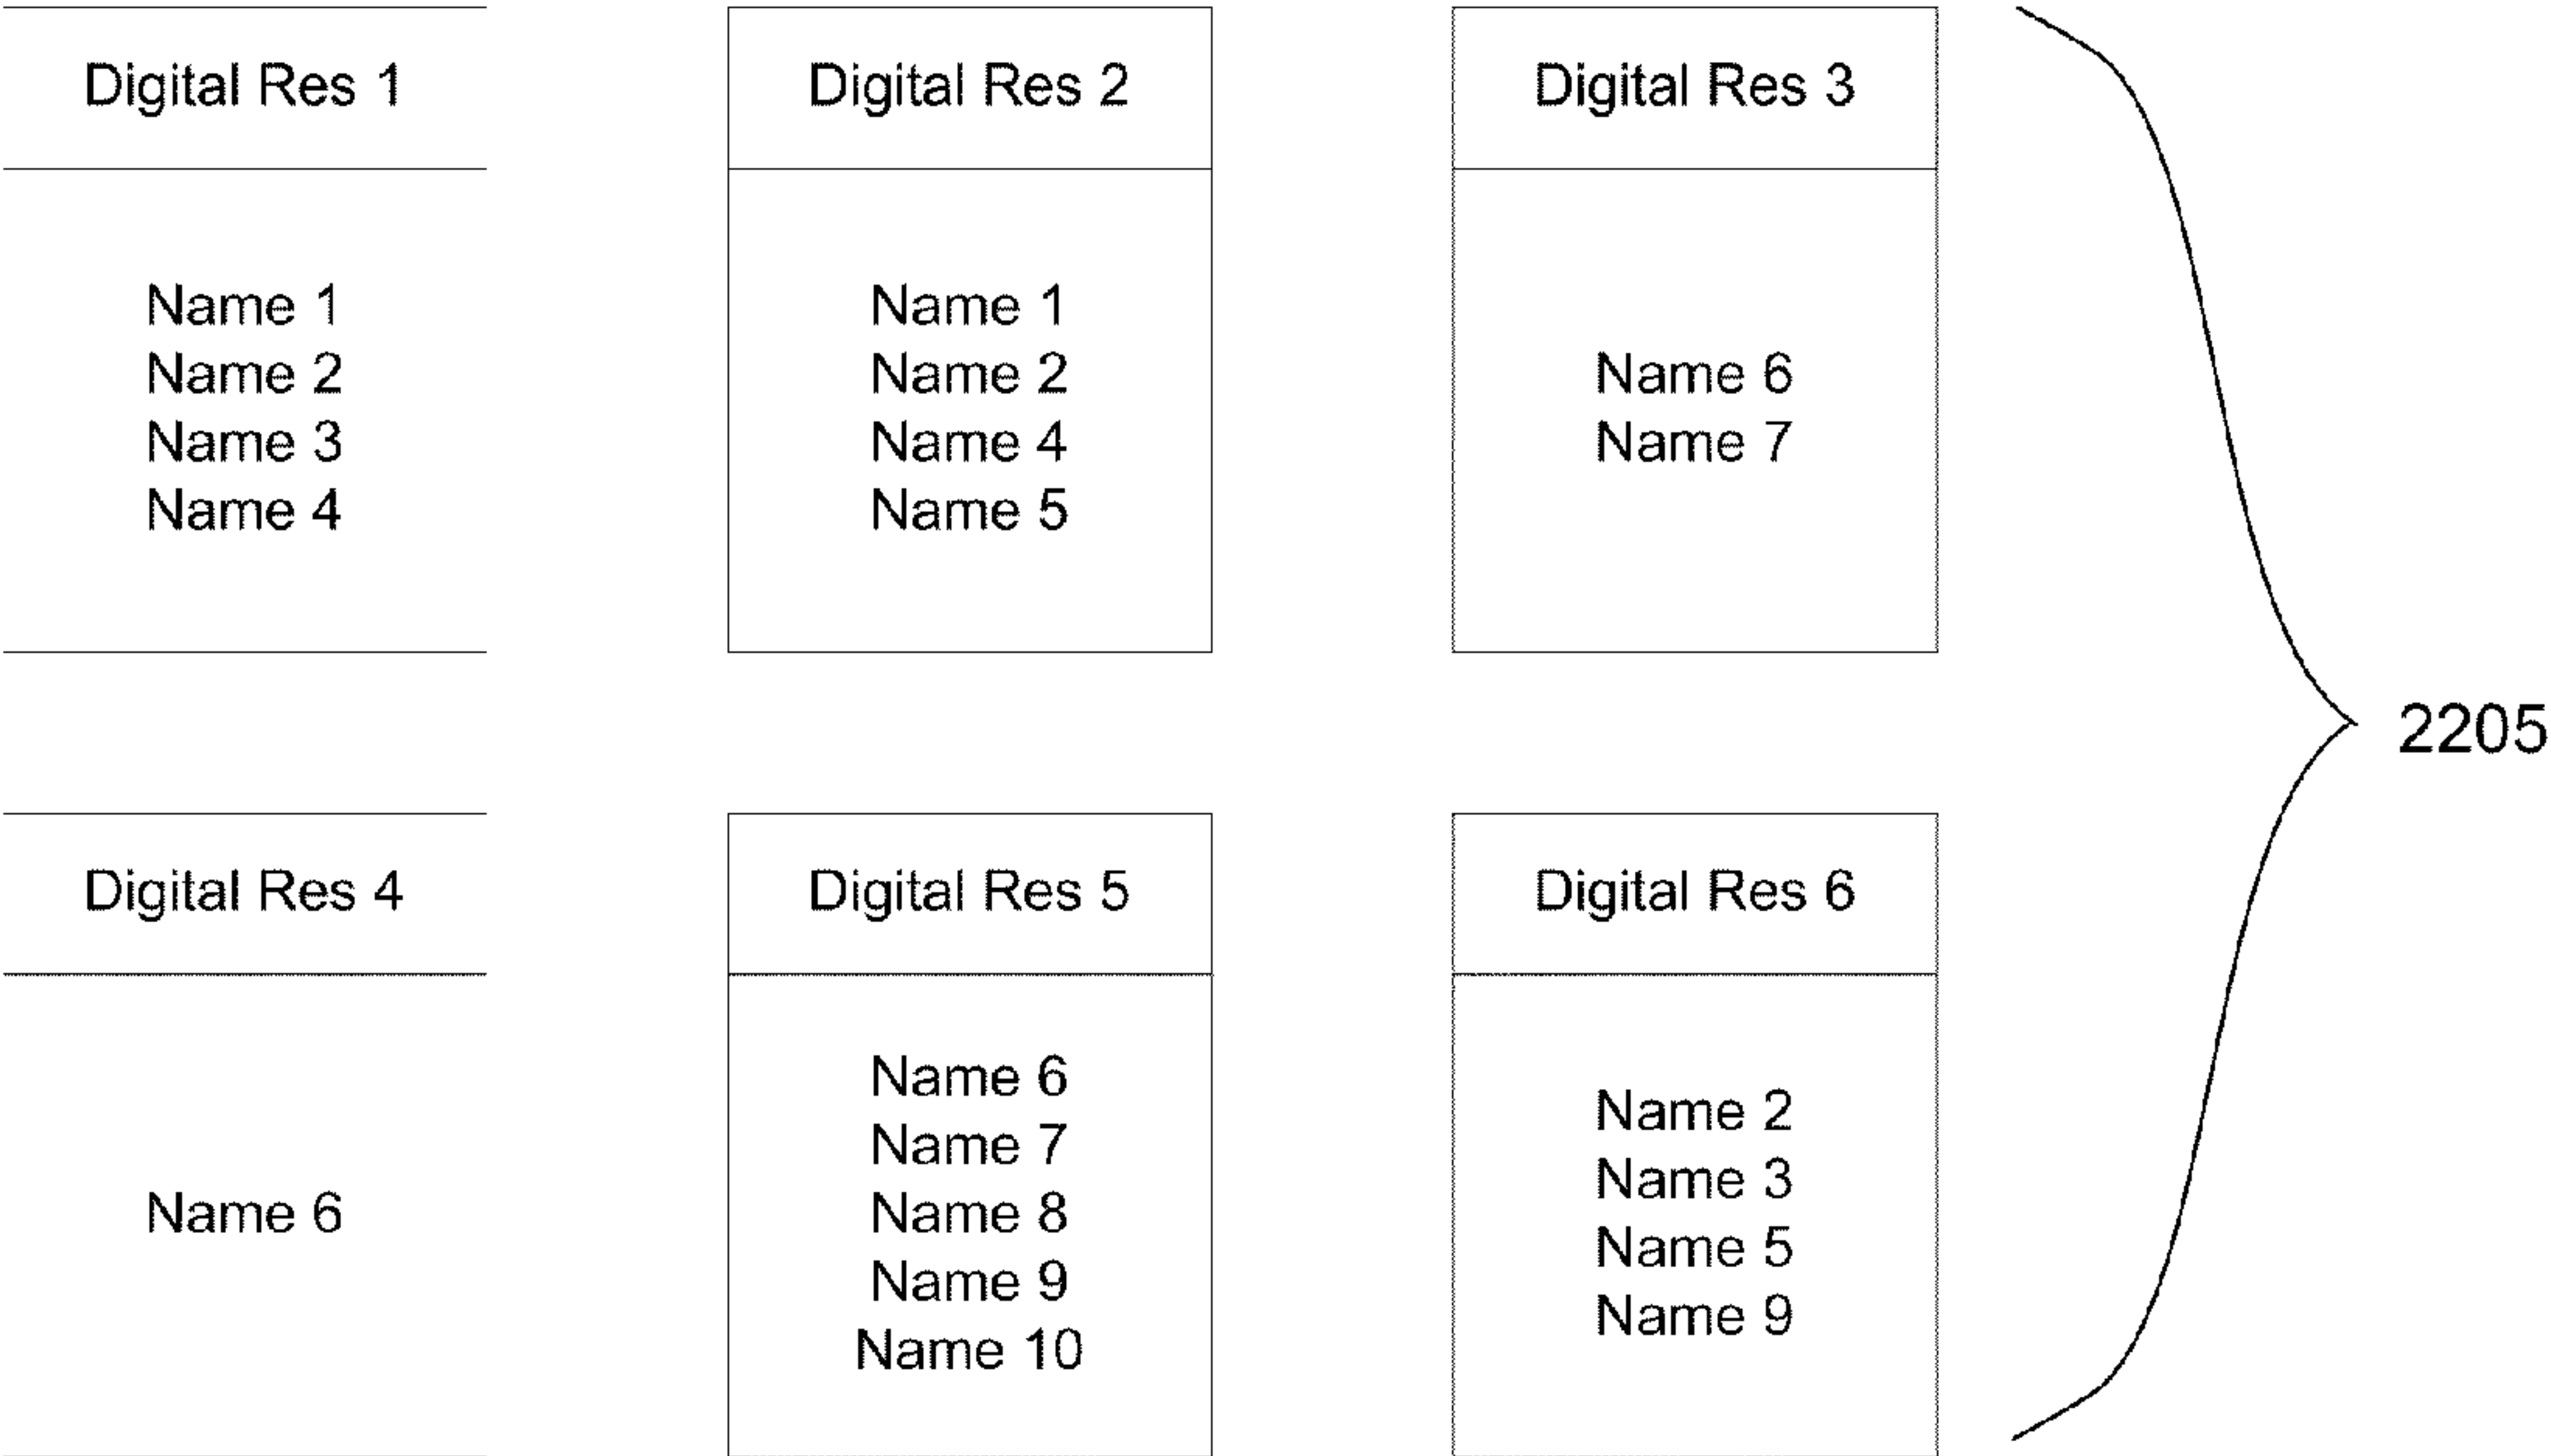 Digital Res 1
Name 1
Name 2
Name 3
Name 4
Digital Res 2
Name 1
Name 2
Name 4
Name 5
Digital Res 3
Name 6
Name 7
2205
Digital Res 4
Name 6
Digital Res 5
Name 6
Name 7
Name 8
Name 9
Name 10
Digital Res 6
Name 2
Name 3
Name 5
Name 9